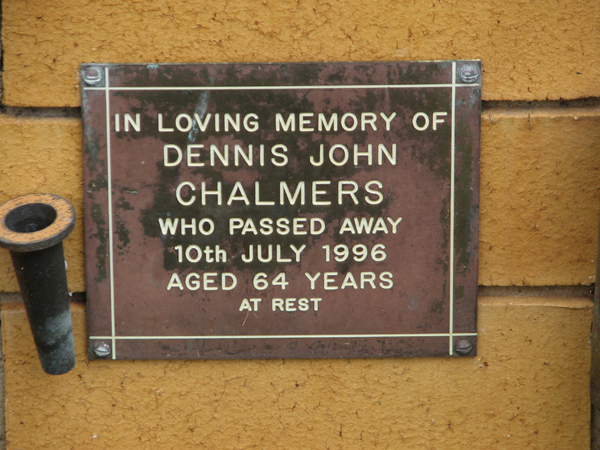 IN LOVING MEMORY OF
DENNIS JOHN
CHALMERS
WHO PASSED AWAY
10th JULY 1996
AGED 64 YEARS
AT REST